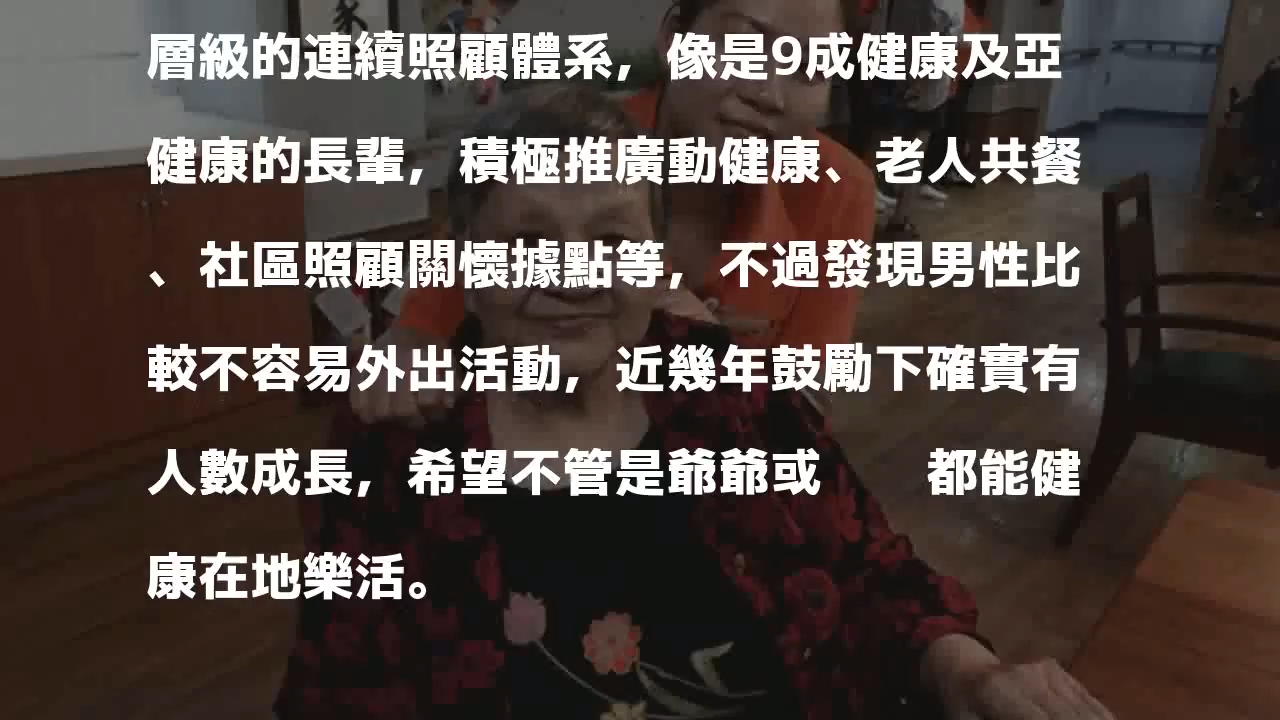 層級的連續照顧體系，像是9成健康及亞
健康的長輩，積極推廣動健康、老人共餐
、社區照顧關懷據點等，不過發現男性比
較不容易外出活動，近幾年鼓勵下確實有
人數成長，希望不管是爺爺或　　都能健
康在地樂活。